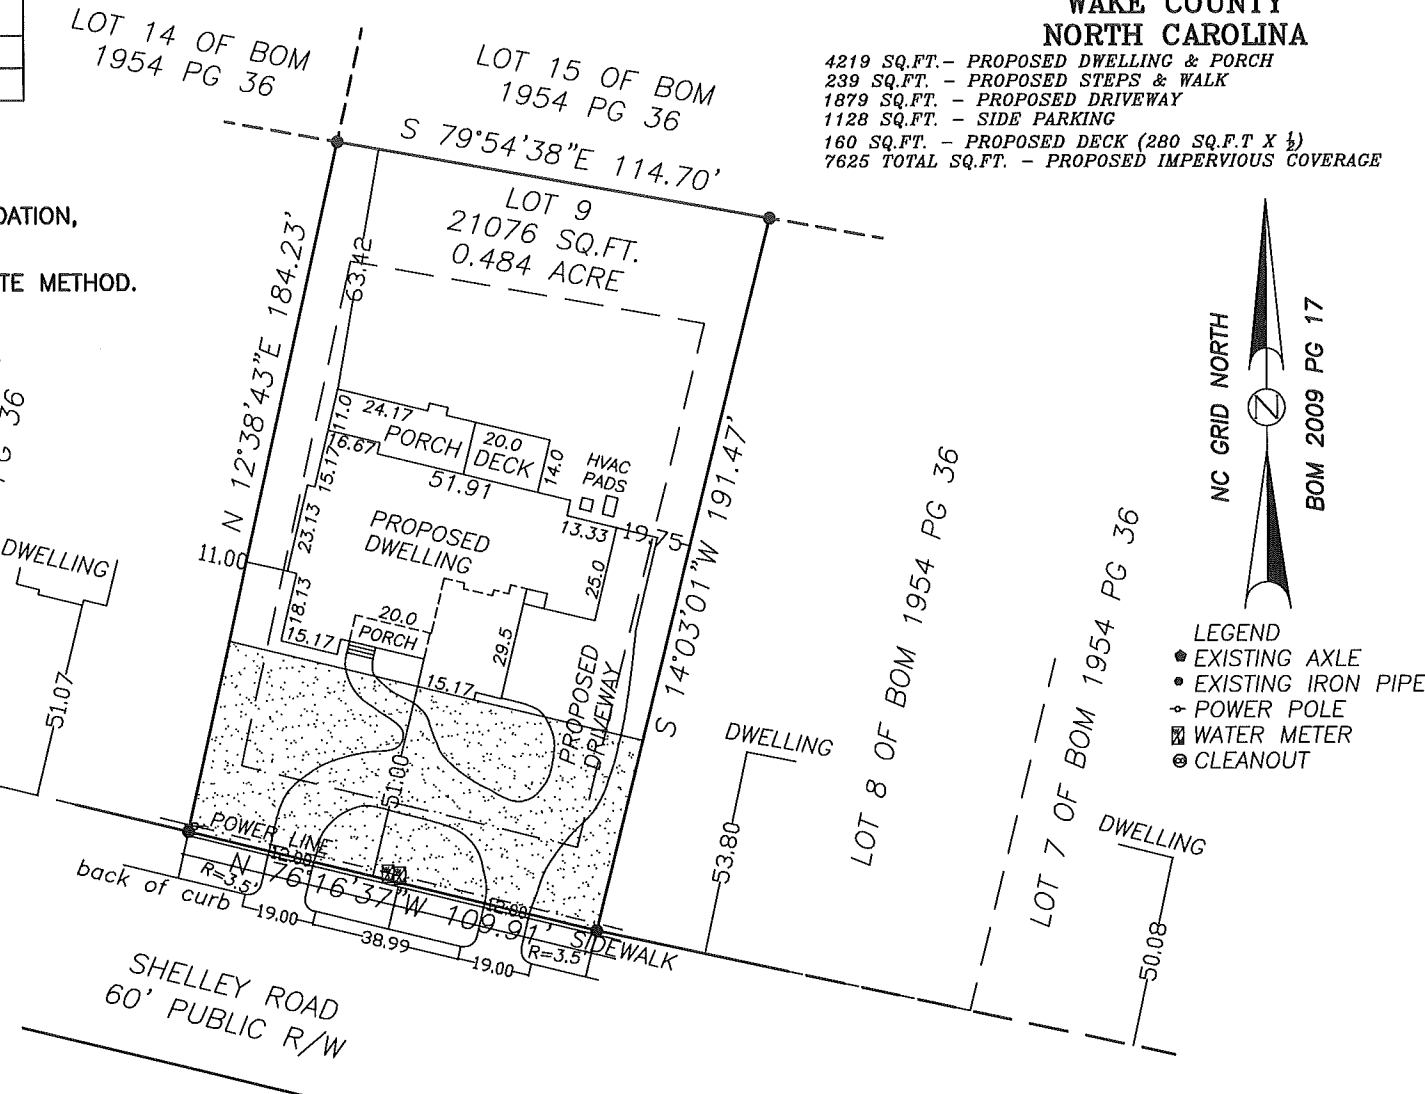 WAKE COUNTY
NORTH CAROLINA
4219 SQ.FT.- PROPOSED DWELLING & PORCH
239 SQ.FT. - PROPOSED STEPS & WALK
1879 SQ.FT. - PROPOSED DRIVEWAY
1128 SQ.FT. - SIDE PARKING
160 SQ.FT. - PROPOSED DECK (280 SQ.F.T X ½)
7625 TOTAL SQ.FT. - PROPOSED IMPERVIOUS COVERAGE
LOT 14 OF BOM
1954 PG 36
LOT 15 OF BOM
1954 PG 36
S 79°54'38"E 114.70'
LOT 9
21076 SQ.FT.
0.484 ACRE
DATION,
TE METHOD.
PG 36
N 12°38'43"E 184.23'
63.42
11.0
24.17
PORCH
16.67
20.0
DECK
14.0
HVAC
PADS
15.17
51.91
13.33
19.75
23.13
PROPOSED
DWELLING
11.00
25.0
18.13
20.0
PORCH
15.17
29.5
15.17
PROPOSED
DRIVEWAY
S 14°03'01"W 191.47'
51.00
DWELLING
51.07
POWER LINE
12.00
R=3.5'
N 76°16'37"W 109.91'
12.00
back of curb
19.00
38.99
19.00
R=3.5'
SIDEWALK
SHELLEY ROAD
60' PUBLIC R/W
DWELLING
53.80
LOT 8 OF BOM 1954 PG 36
LOT 7 OF BOM 1954 PG 36
DWELLING
50.08
NC GRID NORTH
N
BOM 2009 PG 17
LEGEND
EXISTING AXLE
EXISTING IRON PIPE
POWER POLE
WATER METER
CLEANOUT